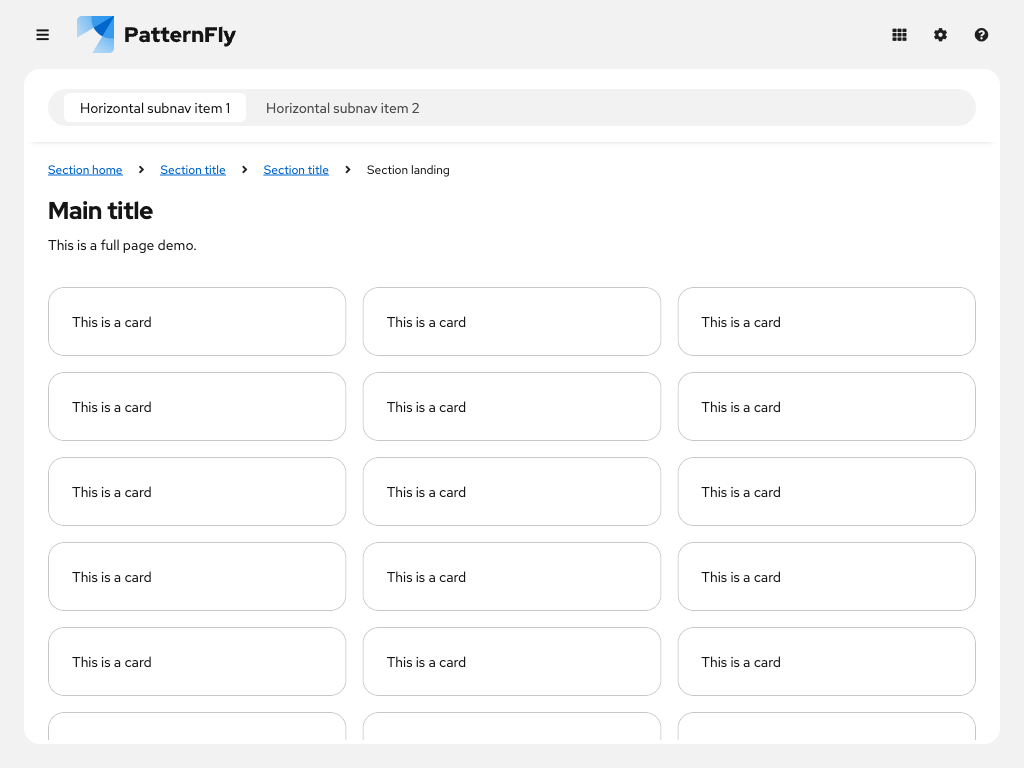 PatternFly
Horizontal subnav item 1 Horizontal subnav item 2
Section home Section title Section title Section landing
Main title
This is a full page demo.
This is a card This is a card This is a card
This is a card This is a card This is a card
This is a card This is a card This is a card
This is a card This is a card This is a card
This is a card This is a card This is a card